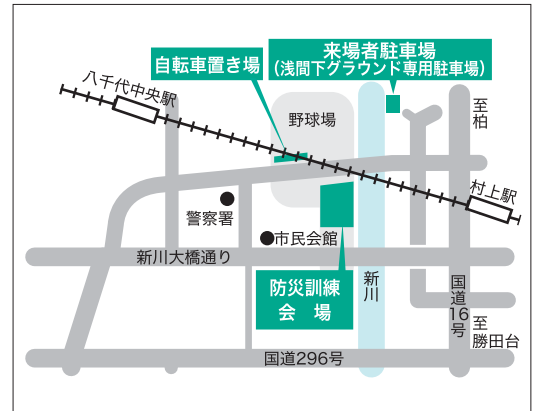 来場者駐車場
(浅間下グラウンド専用駐車場)
自転車置き場
八千代中央駅
野球場
至柏
村上駅
警察署
市民会館
新川大橋通り
防災訓練
会　場
新川
国道16号
至
勝田台
国道296号